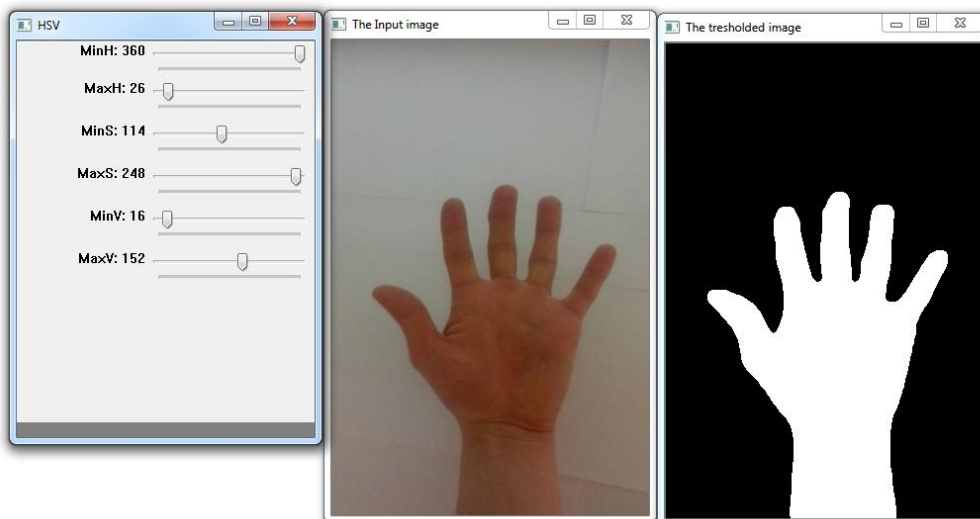 HSV
MinH: 360
MaxH: 26
MinS: 114
MaxS: 248
MinV: 16
MaxV: 152
The Input image
The tresholded image